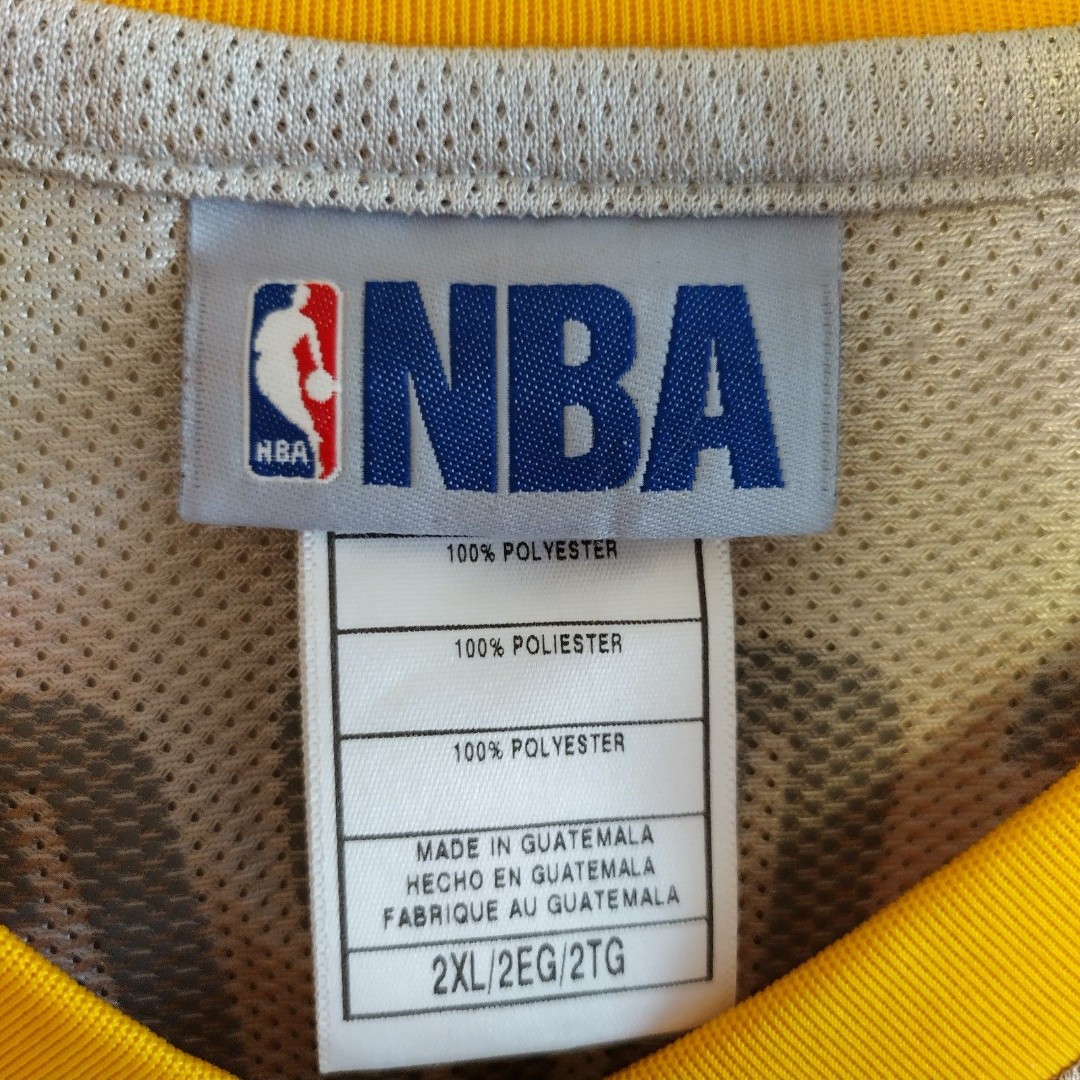 NBA
NBA
100% POLYESTER
100% POLIESTER
100% POLYESTER
MADE IN GUATEMALA
HECHO EN GUATEMALA
FABRIQUE AU GUATEMALA
2XL/2EG/2TG